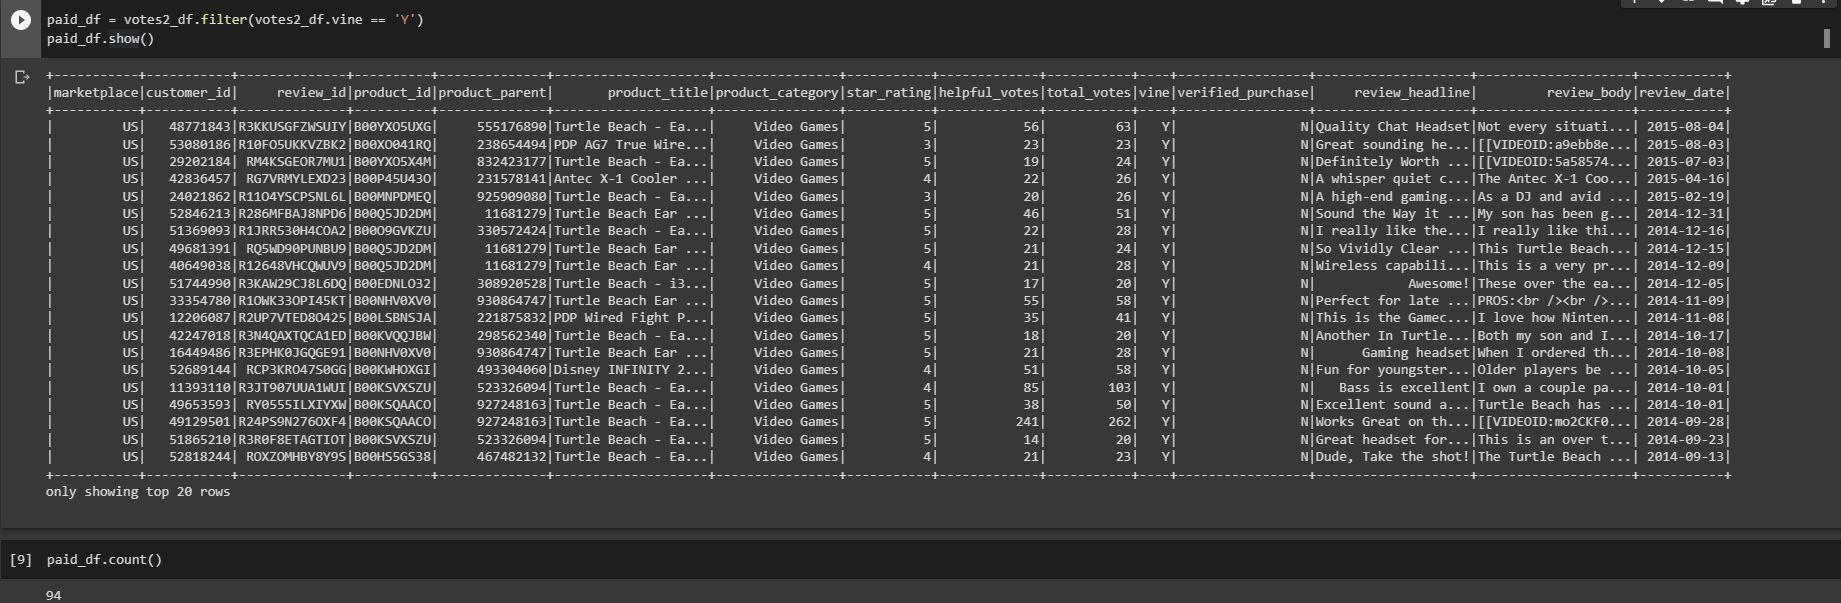 paid_df = votes2_df.filter(votes2_df.vine == 'Y')
paid_df.show()
+-----------+-----------+--------------+----------+--------------+--------------------+----------------+-----------+-------------+-----------+----+-----------------+--------------------+--------------------+-----------+
|marketplace|customer_id|     review_id|product_id|product_parent|       product_title|product_category|star_rating|helpful_votes|total_votes|vine|verified_purchase|     review_headline|         review_body|review_date|
+-----------+-----------+--------------+----------+--------------+--------------------+----------------+-----------+-------------+-----------+----+-----------------+--------------------+--------------------+-----------+
|         US|   48771843|R3KKUSGFZWSUIY|B00YXO5UXG|     555176890|Turtle Beach - Ea...|     Video Games|          5|           56|         63|   Y|                N|Quality Chat Headset|Not every situati...| 2015-08-04|
|         US|   53080186|R10FO5UKKVZBK2|B00XO041RQ|     238654494|PDP AG7 True Wire...|     Video Games|          3|           23|         23|   Y|                N|Great sounding he...|[[VIDEOID:a9ebb8e...| 2015-08-03|
|         US|   29202184| RM4KSGEOR7MU1|B00YXO5X4M|     832423177|Turtle Beach - Ea...|     Video Games|          5|           19|         24|   Y|                N|Definitely Worth ...|[[VIDEOID:5a58574...| 2015-07-03|
|         US|   42836457| RG7VRMYLEXD23|B00P45U43O|     231578141|Antec X-1 Cooler ...|     Video Games|          4|           22|         26|   Y|                N|A whisper quiet c...|The Antec X-1 Coo...| 2015-04-16|
|         US|   24021862|R11O4YSCPSNL6L|B00MNPDMEQ|     925909080|Turtle Beach - Ea...|     Video Games|          3|           20|         26|   Y|                N|A high-end gaming...|As a DJ and avid ...| 2015-02-19|
|         US|   52846213|R286MFBAJ8NPD6|B00Q5JD2DM|      11681279|Turtle Beach Ear ...|     Video Games|          5|           46|         51|   Y|                N|Sound the Way it ...|My son has been g...| 2014-12-31|
|         US|   51369093|R1JRR530H4COA2|B00O9GVKZU|     330572424|Turtle Beach - Ea...|     Video Games|          5|           22|         28|   Y|                N|I really like the...|I really like thi...| 2014-12-16|
|         US|   49681391| RQ5WD90PUNBU9|B00Q5JD2DM|      11681279|Turtle Beach Ear ...|     Video Games|          5|           21|         24|   Y|                N|So Vividly Clear ...|This Turtle Beach...| 2014-12-15|
|         US|   40649038|R12648VHCQWUV9|B00Q5JD2DM|      11681279|Turtle Beach Ear ...|     Video Games|          4|           21|         28|   Y|                N|Wireless capabili...|This is a very pr...| 2014-12-09|
|         US|   51744990|R3KAW29CJ8L6DQ|B00EDNLO32|     308920528|Turtle Beach - i3...|     Video Games|          5|           17|         20|   Y|                N|            Awesome!|These over the ea...| 2014-12-05|
|         US|   33354780|R1OWK33OPI45KT|B00NHV0XV0|     930864747|Turtle Beach Ear ...|     Video Games|          5|           55|         58|   Y|                N|Perfect for late ...|PROS:<br /><br />...| 2014-11-09|
|         US|   12206087|R2UP7VTED8O425|B00LSBNSJA|     221875832|PDP Wired Fight P...|     Video Games|          5|           35|         41|   Y|                N|This is the Gamec...|I love how Ninten...| 2014-11-08|
|         US|   42247018|R3N4QAXTQCA1ED|B00KVQQJBW|     298562340|Turtle Beach - Ea...|     Video Games|          5|           18|         20|   Y|                N|Another In Turtle...|Both my son and I...| 2014-10-17|
|         US|   16449486|R3EPHK0JGQGE91|B00NHV0XV0|     930864747|Turtle Beach Ear ...|     Video Games|          5|           21|         28|   Y|                N|      Gaming headset|When I ordered th...| 2014-10-08|
|         US|   52689144| RCP3KRO47S0GG|B00KWHOXGI|     493304060|Disney INFINITY 2...|     Video Games|          4|           51|         58|   Y|                N|Fun for youngster...|Older players be ...| 2014-10-05|
|         US|   11393110|R3JT907UUA1WUI|B00KSVXSZU|     523326094|Turtle Beach - Ea...|     Video Games|          4|           85|        103|   Y|                N|   Bass is excellent|I own a couple pa...| 2014-10-01|
|         US|   49653593| RY0555ILXIYXW|B00KSQAACO|     927248163|Turtle Beach - Ea...|     Video Games|          5|           38|         50|   Y|                N|Excellent sound a...|Turtle Beach has ...| 2014-10-01|
|         US|   49129501|R24PS9N276OXF4|B00KSQAACO|     927248163|Turtle Beach - Ea...|     Video Games|          5|          241|        262|   Y|                N|Works Great on th...|[[VIDEOID:mo2CKF0...| 2014-09-28|
|         US|   51865210|R3R0F8ETAGTIOT|B00KSVXSZU|     523326094|Turtle Beach - Ea...|     Video Games|          5|           14|         20|   Y|                N|Great headset for...|This is an over t...| 2014-09-23|
|         US|   52818244| ROXZOMHBY8Y9S|B00HS5GS38|     467482132|Turtle Beach - Ea...|     Video Games|          4|           21|         23|   Y|                N|Dude, Take the shot!|The Turtle Beach ...| 2014-09-13|
+-----------+-----------+--------------+----------+--------------+--------------------+----------------+-----------+-------------+-----------+----+-----------------+--------------------+--------------------+-----------+
only showing top 20 rows
[9] paid_df.count()
94